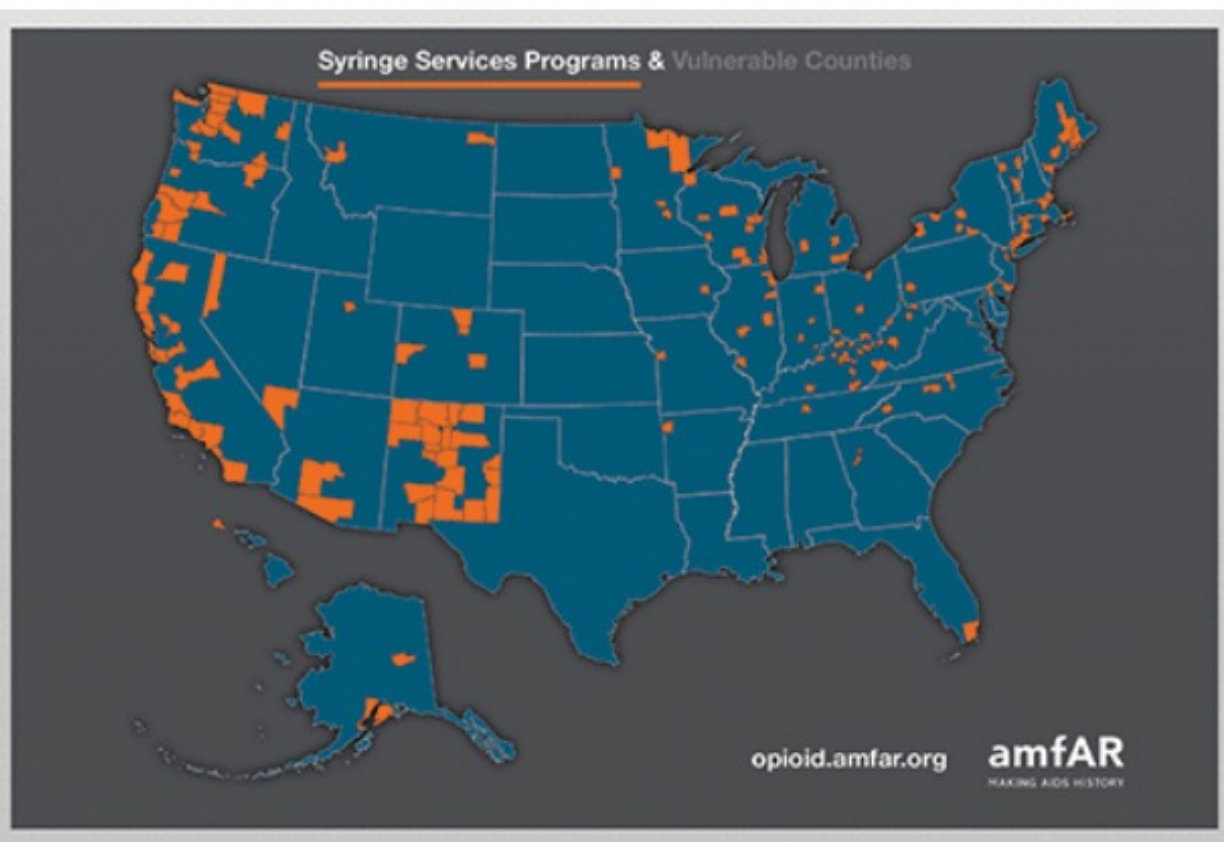 Syringe Services Programs & Vulnerable Counties
opioid.amfar.org
amfAR
MAKING AIDS HISTORY